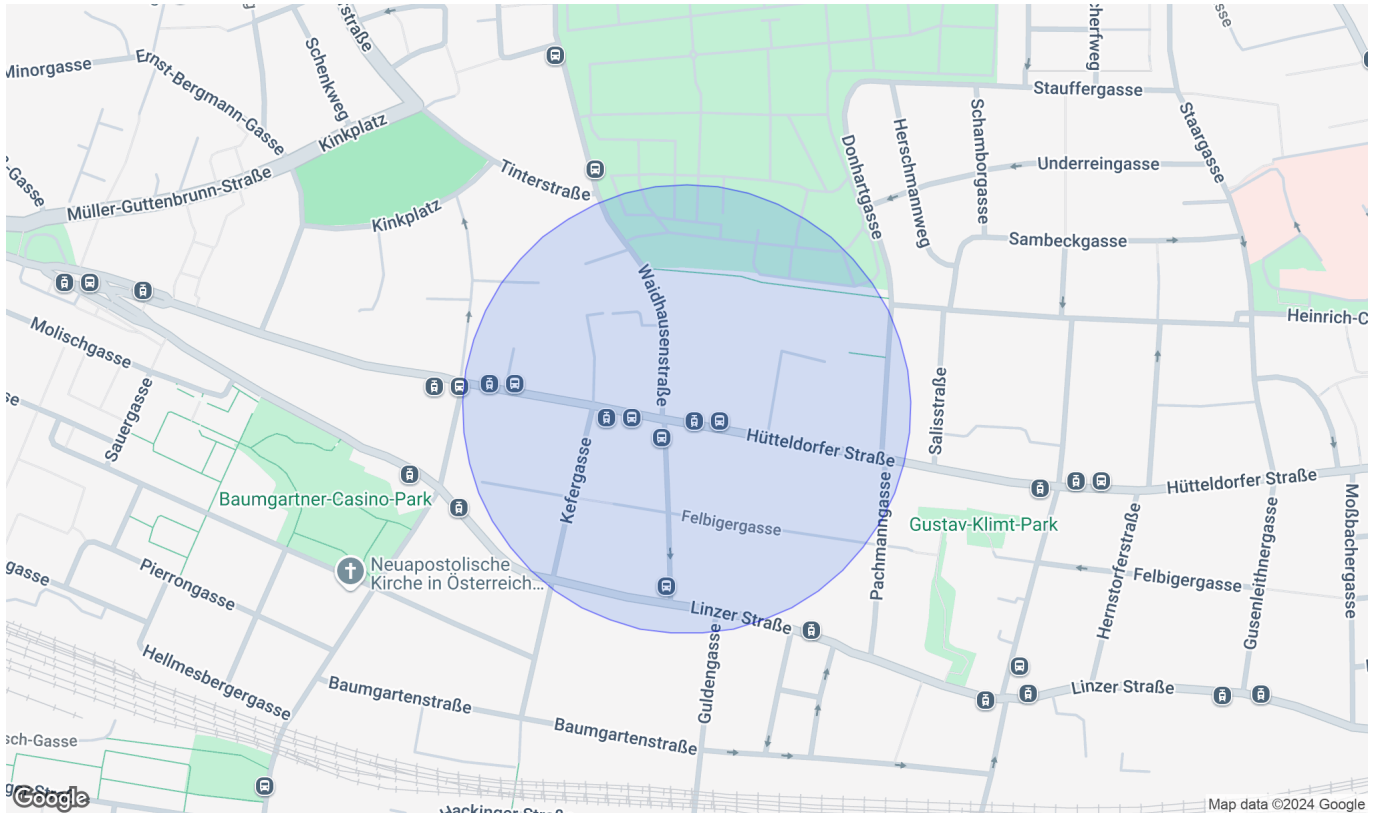 Minorgasse
Ernst-Bergmann-Gasse
Schenkweg
Kinkplatz
Müller-Guttenbrunn-Straße
Kinkplatz
Tinterstraße
Waidhausenstraße
Donhartgasse
Herschmannweg
Schamborgasse
Stauffergasse
Staargasse
Underreingasse
Sambeckgasse
Heinrich-C
Molischgasse
Sauergasse
Baumgartner-Casino-Park
Kefergasse
Hütteldorfer Straße
Salisstraße
Hütteldorfer Straße
Felbigergasse
Pachmanngasse
Gustav-Klimt-Park
Felbigergasse
Hernstorferstraße
Gusenleithnergasse
Moßbachergasse
Neuapostolische
Kirche in Österreich...
Pierrongasse
Linzer Straße
Guldengasse
Linzer Straße
Hellmesbergergasse
Baumgartenstraße
Baumgartenstraße
sch-Gasse
Google
Map data ©2024 Google